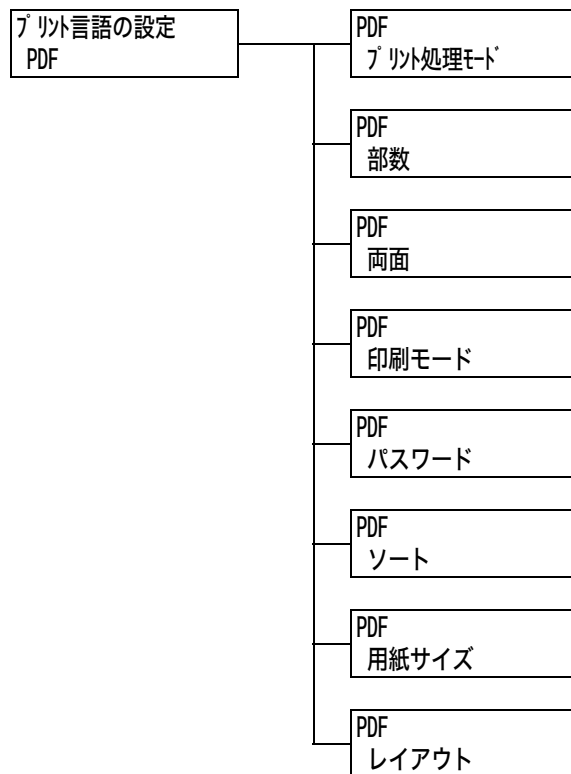 ﾌﾟﾘﾝﾄ言語の設定
PDF
PDF
ﾌﾟﾘﾝﾄ処理ﾓｰﾄﾞ
PDF
部数
PDF
両面
PDF
印刷モード
PDF
パスワード
PDF
ソート
PDF
用紙サイズ
PDF
レイアウト